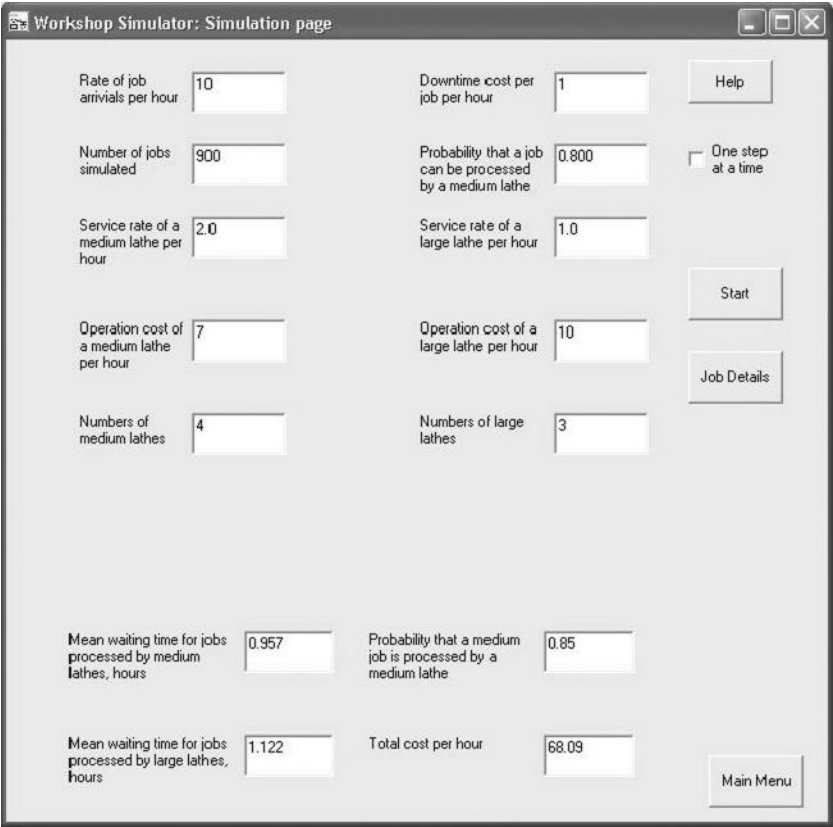 Workshop Simulator: Simulation page
Rate of job
arrivials per hour
10
Downtime cost per
job per hour
1
Help
Number of jobs
simulated
900
Probability that a job
can be processed
by a medium lathe
0.800
One step
at a time
Service rate of a
medium lathe per
hour
2.0
Service rate of a
large lathe per hour
1.0
Start
Operation cost of
a medium lathe
per hour
7
Operation cost of a
large lathe per hour
10
Job Details
Numbers of
medium lathes
4
Numbers of large
lathes
3
Mean waiting time for jobs
processed by medium
lathes, hours
0.957
Probability that a medium
job is processed by a
medium lathe
0.85
Mean waiting time for jobs
processed by large lathes,
hours
1.122
Total cost per hour
68.09
Main Menu